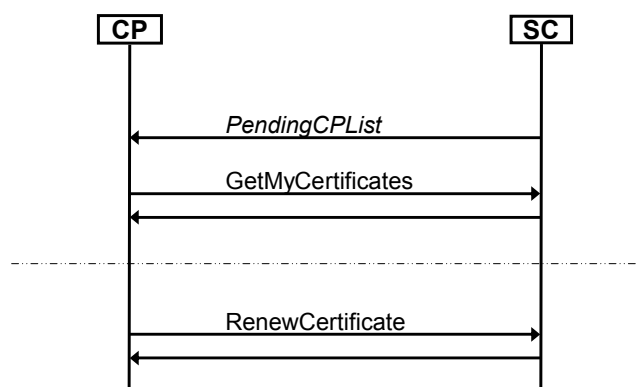 CP SC
PendingCPList
GetMyCertificates
RenewCertificate